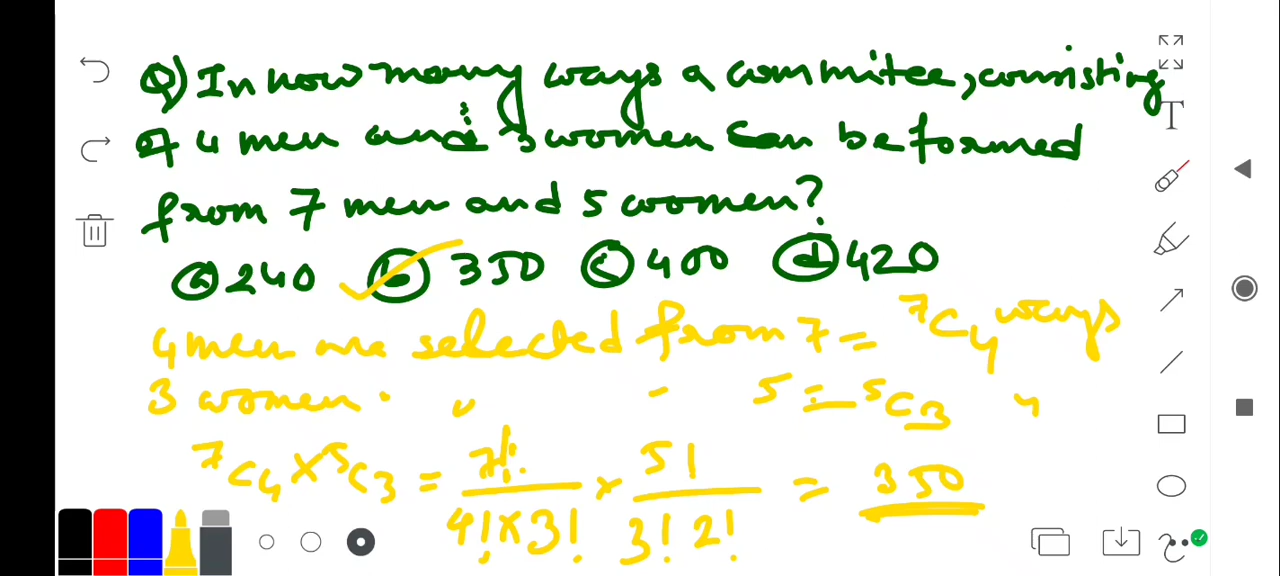 Q) In how many ways a commitee, consisting
of 4 men and 3 women can be formed
from 7 men and 5 women?
(a) 240 (b) 350 (c) 400 (d) 420
4 men are selected from 7 = ⁷C₄ ways
3 women " " 5 = ⁵C₃ "
⁷C₄ × ⁵C₃ = 7!/(4! × 3!) × 5!/(3! 2!) = 350
T